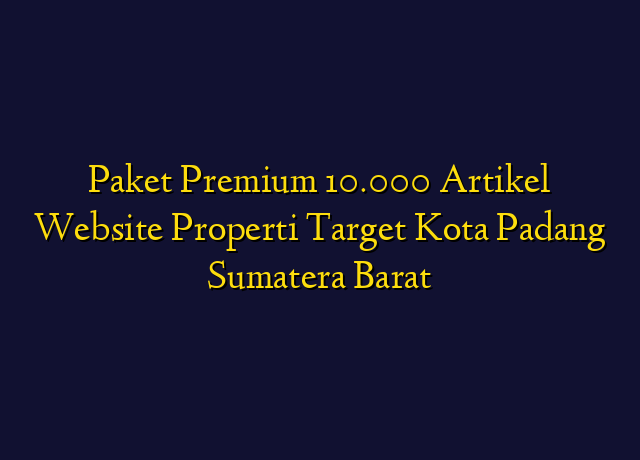 Paket Premium 10.000 Artikel
Website Properti Target Kota Padang
Sumatera Barat